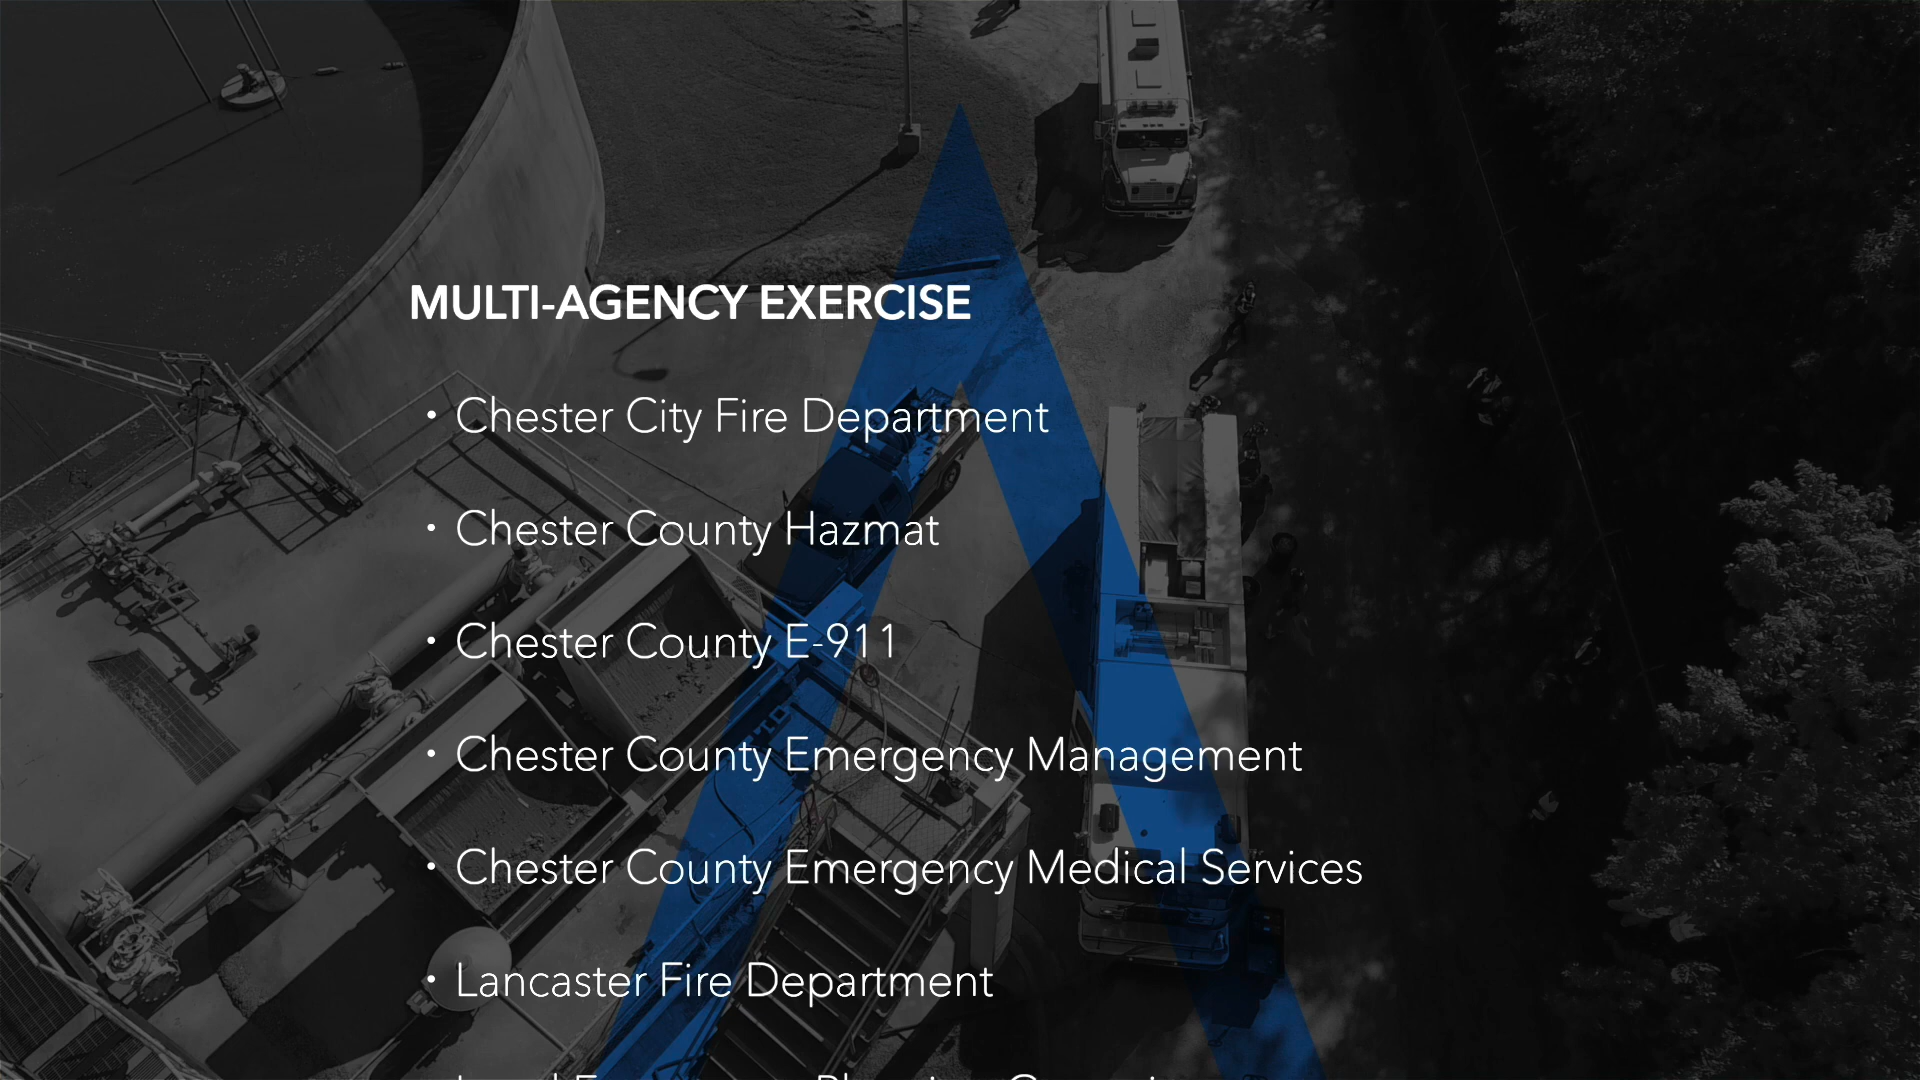 MULTI-AGENCY EXERCISE
• Chester City Fire Department
• Chester County Hazmat
• Chester County E-911
• Chester County Emergency Management
• Chester County Emergency Medical Services
• Lancaster Fire Department